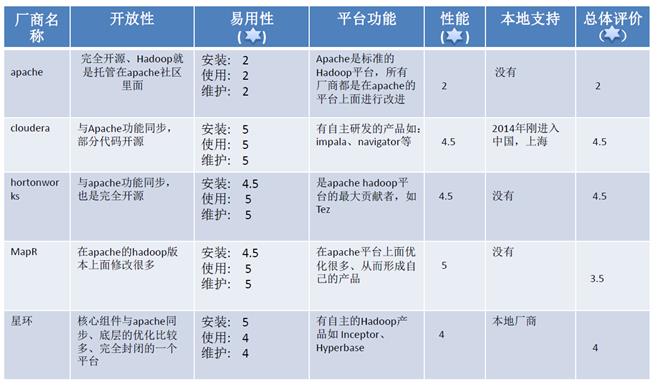 厂商名称
开放性
易用性
(
)
平台功能
性能
(
)
本地支持
总体评价
(
)
apache
完全开源、Hadoop就
是托管在apache社区
里面
安装: 2
使用: 2
维护: 2
Apache是标准的
Hadoop平台，所有
厂商都是在apache的
平台上面进行改进
2
没有
2
cloudera
与Apache功能同步，
部分代码开源
安装: 5
使用: 5
维护: 5
有自主研发的产品如：
impala、navigator等
4.5
2014年刚进入
中国，上海
4.5
hortonwor
ks
与apache功能同步，
也是完全开源
安装: 4.5
使用: 5
维护: 5
是apache hadoop平
台的最大贡献者，如
Tez
4.5
没有
4.5
MapR
在apache的hadoop版
本上面修改很多
安装: 4.5
使用: 5
维护: 5
在apache平台上面优
化很多、从而形成自
己的产品
5
没有
3.5
星环
核心组件与apache同
步、底层的优化比较
多、完全封闭的一个
平台
安装: 5
使用: 4
维护: 4
有自主的Hadoop产
品如 Inceptor、
Hyperbase
4
本地厂商
4